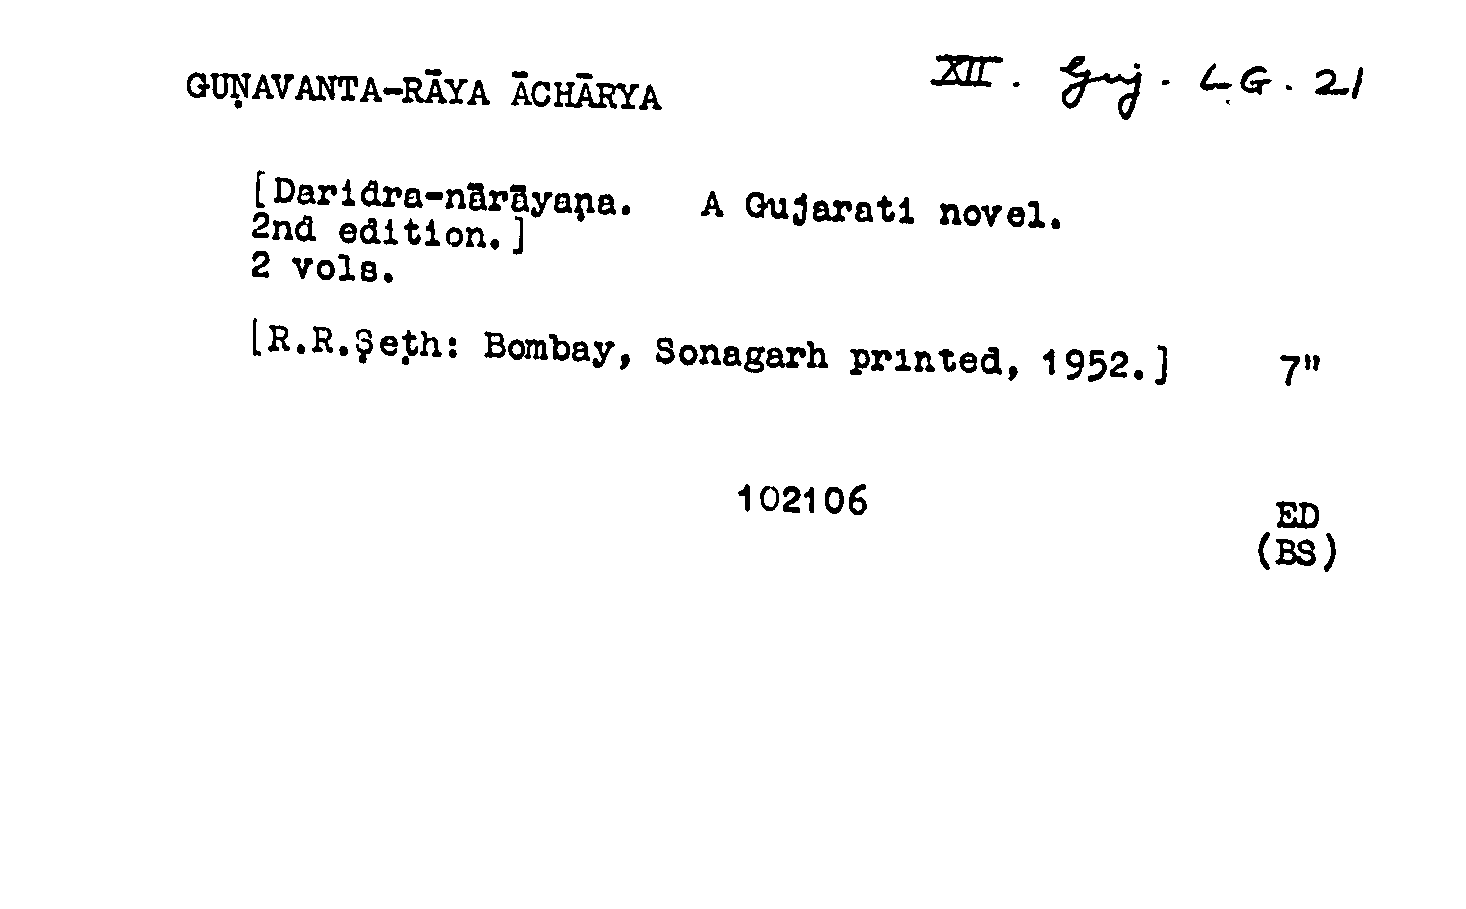 GUṆAVANTA-RĀYA ĀCHĀRYA
XII. Guj. L.G. 21
[Daridra-nārāyaṇa. A Gujarati novel.
2nd edition.]
2 vols.
[R.R.Ṣeṭh: Bombay, Sonagarh printed, 1952.] 7"
102106
ED
(BS)